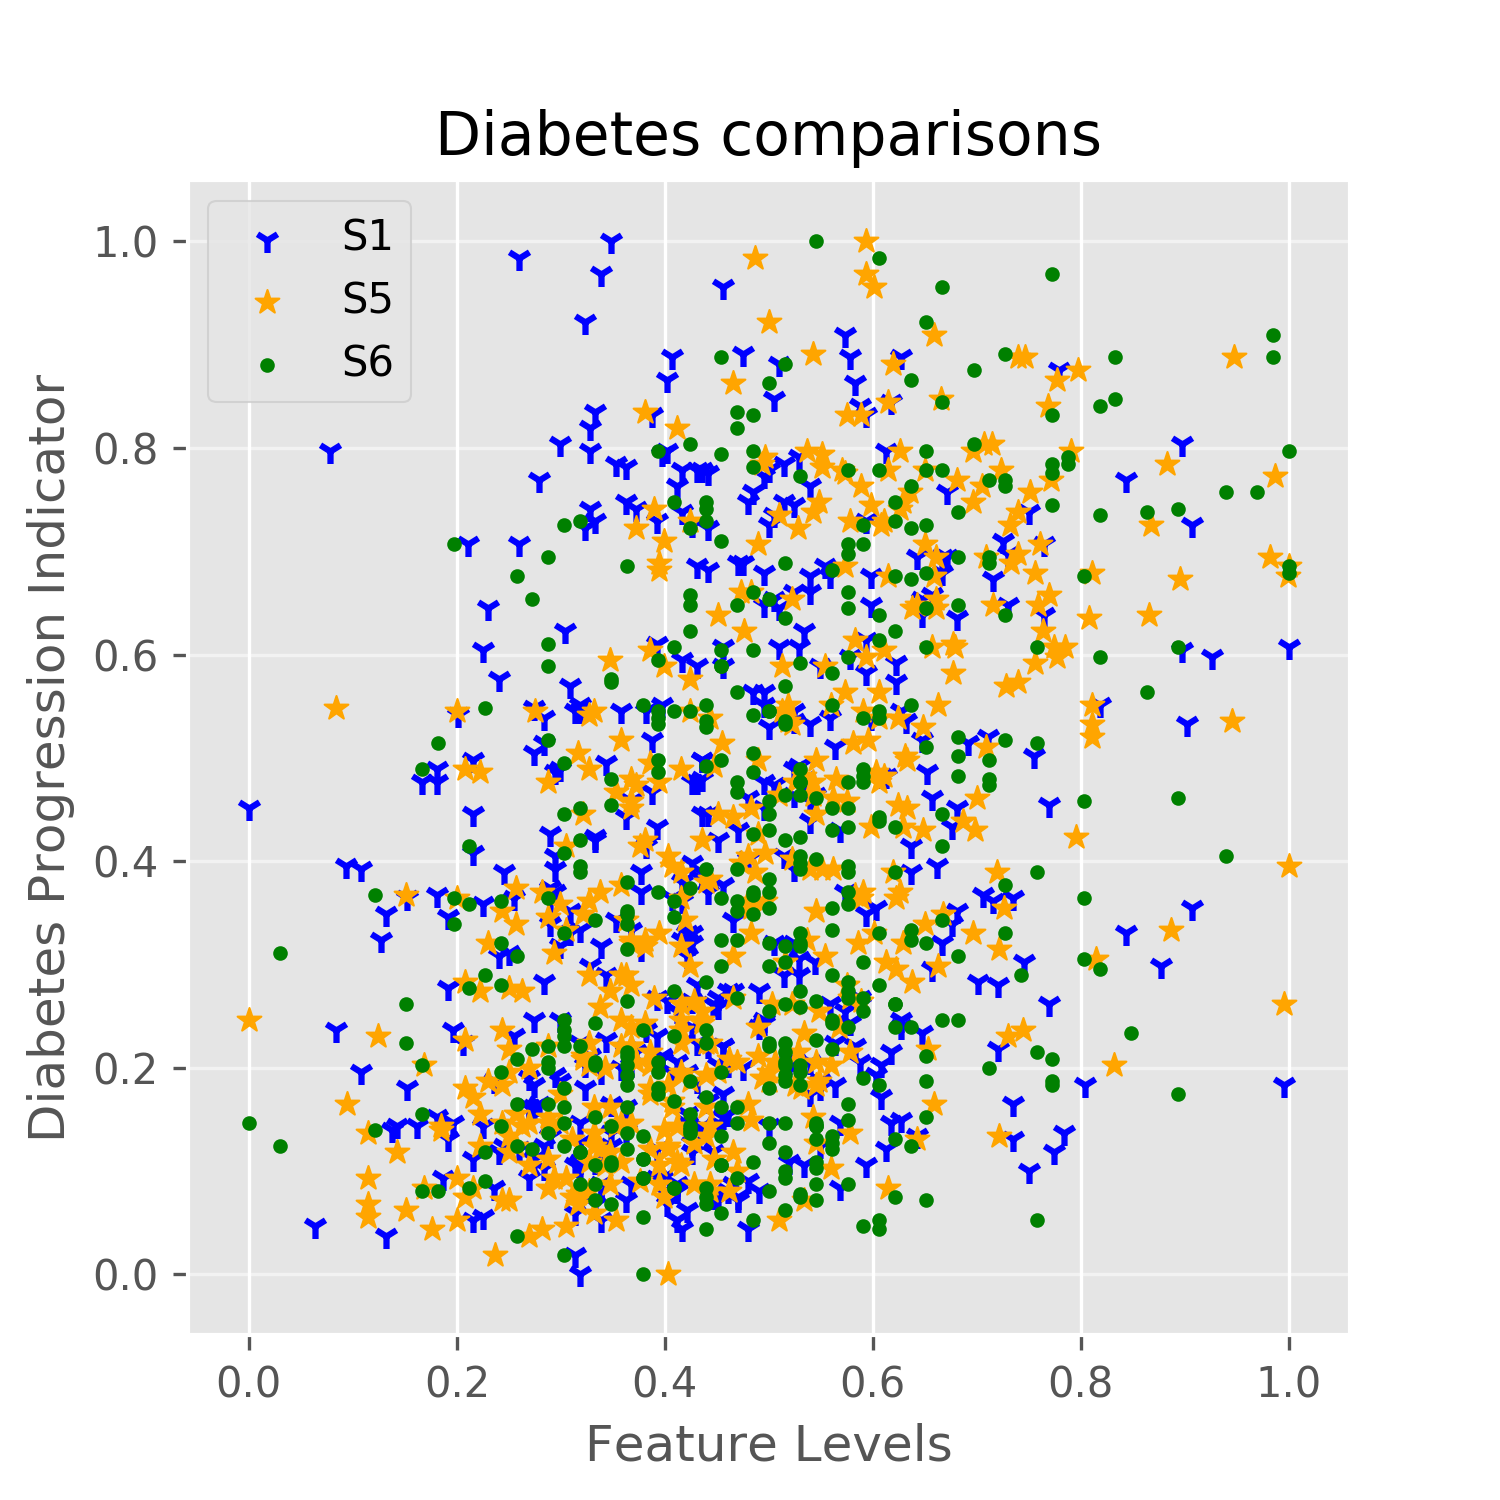 Diabetes comparisons
S1
S5
S6
1.0
0.8
0.6
0.4
0.2
0.0
Diabetes Progression Indicator
0.0 0.2 0.4 0.6 0.8 1.0
Feature Levels